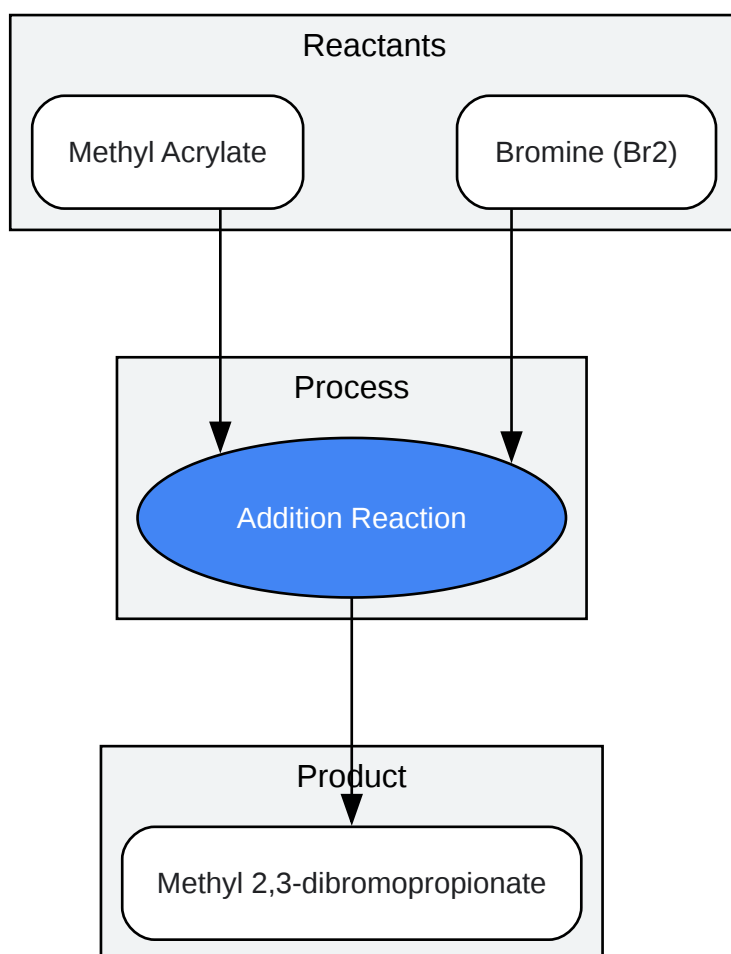 Reactants
Methyl Acrylate
Bromine (Br2)
Process
Addition Reaction
Product
Methyl 2,3-dibromopropionate